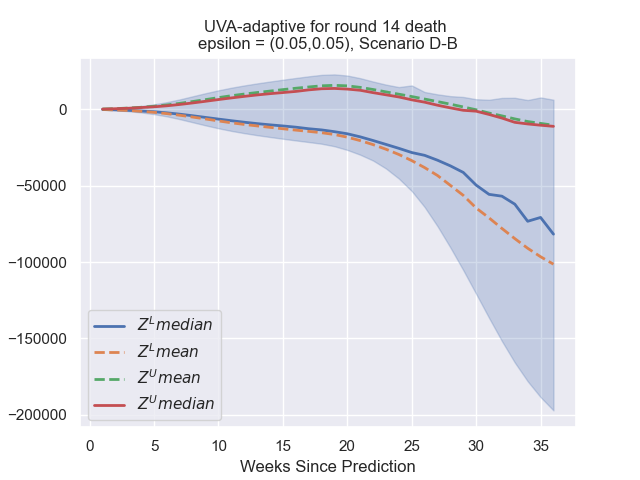 UVA-adaptive for round 14 death
epsilon = (0.05,0.05), Scenario D-B
0
−50000
−100000
−150000
−200000
Z^L median
Z^L mean
Z^U mean
Z^U median
0 5 10 15 20 25 30 35
Weeks Since Prediction